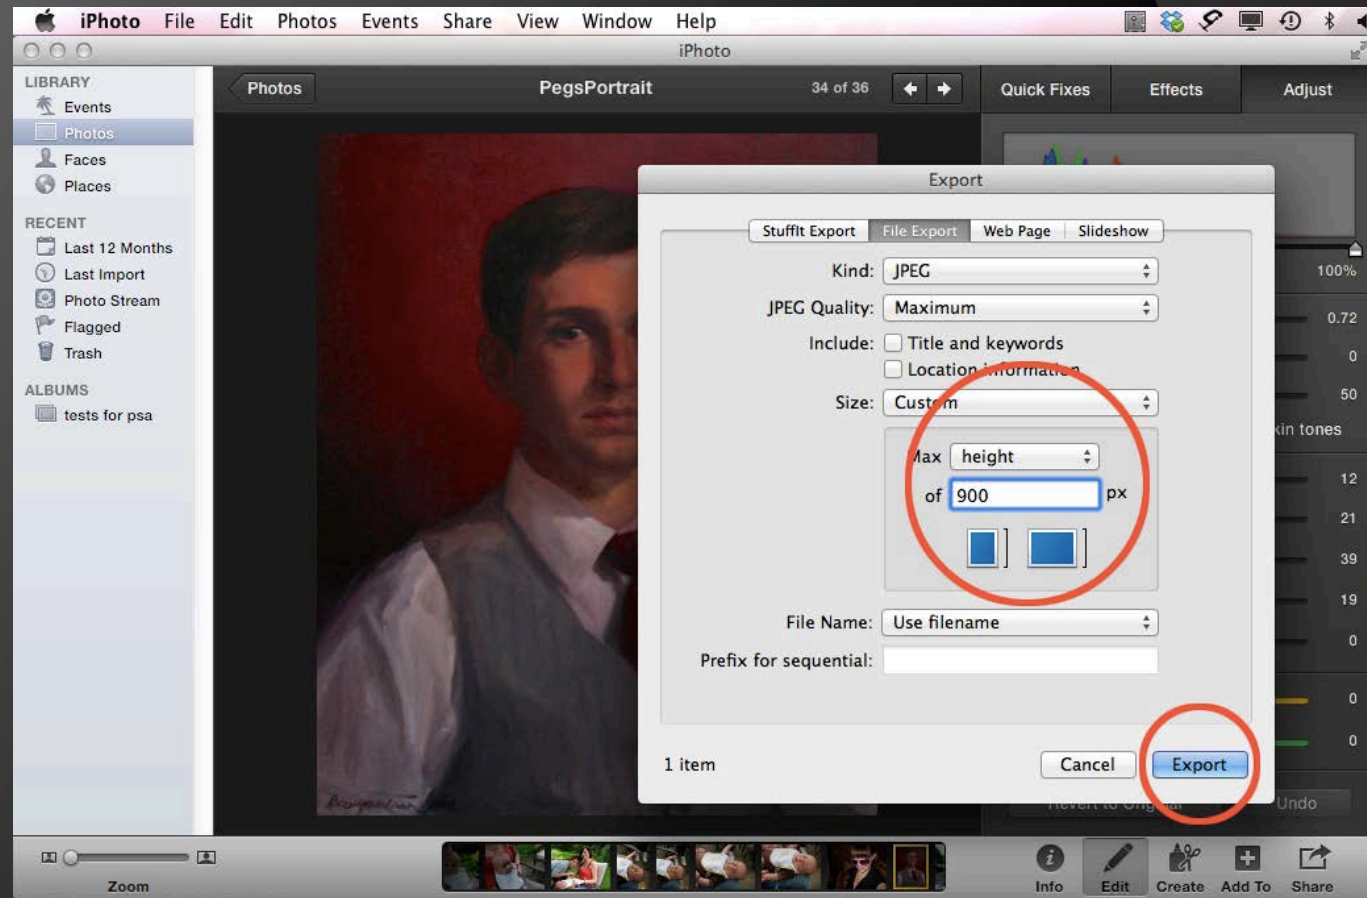 iPhoto File Edit Photos Events Share View Window Help
iPhoto
LIBRARY
Events
Photos
Faces
Places
RECENT
Last 12 Months
Last Import
Photo Stream
Flagged
Trash
ALBUMS
tests for psa
Photos PegsPortrait 34 of 36
Quick Fixes Effects Adjust
100%
0.72
0
50
kin tones
12
21
39
19
0
0
0
Revert to Original Undo
Export
StuffIt Export File Export Web Page Slideshow
Kind: JPEG
JPEG Quality: Maximum
Include: Title and keywords
Location information
Size: Custom
Max height
of 900 px
File Name: Use filename
Prefix for sequential:
1 item Cancel Export
Zoom
Info Edit Create Add To Share